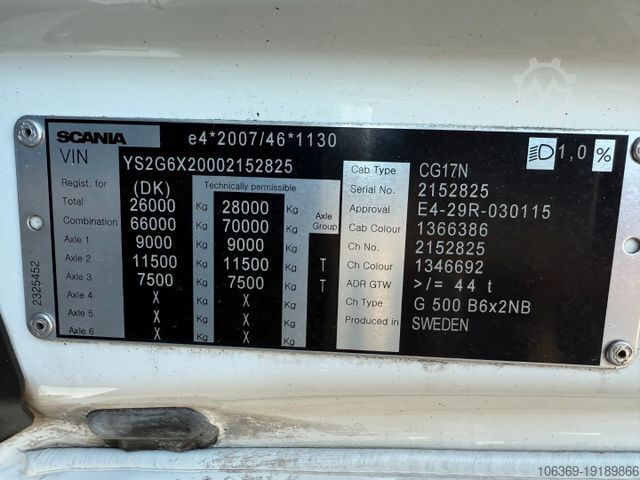 SCANIA e4*2007/46*1130
VIN YS2G6X20002152825 1,0 %
Regist. for (DK) Technically permissible
Total 26000 Kg 28000 Kg
Combination 66000 Kg 70000 Kg Axle Group
Axle 1 9000 Kg 9000 Kg
Axle 2 11500 Kg 11500 Kg T
Axle 3 7500 Kg 7500 Kg T
Axle 4 X Kg X Kg
Axle 5 X Kg X Kg
Axle 6 X Kg X Kg
Cab Type CG17N
Serial No. 2152825
Approval E4-29R-030115
Cab Colour 1366386
Ch No. 2152825
Ch Colour 1346692
ADR GTW >/= 44 t
Ch Type G 500 B6x2NB
Produced in SWEDEN
2325452
106369-19189866